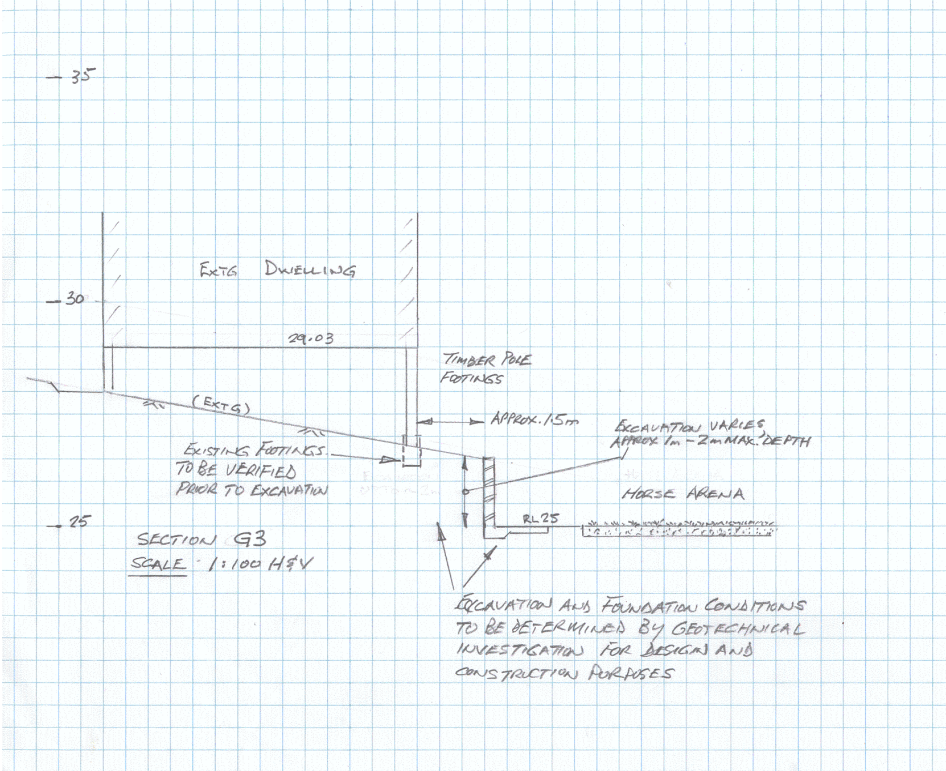 35
EXTG DWELLING
30
29.03
TIMBER POLE
FOOTINGS
(EXTG)
APPROX. 1.5m
EXCAVATION VARIES
APPROX 1m - 2m MAX. DEPTH
EXISTING FOOTINGS
TO BE VERIFIED
PRIOR TO EXCAVATION
HORSE ARENA
25
RL 25
SECTION G3
SCALE 1:100 H&V
EXCAVATION AND FOUNDATION CONDITIONS
TO BE DETERMINED BY GEOTECHNICAL
INVESTIGATION FOR DESIGN AND
CONSTRUCTION PURPOSES